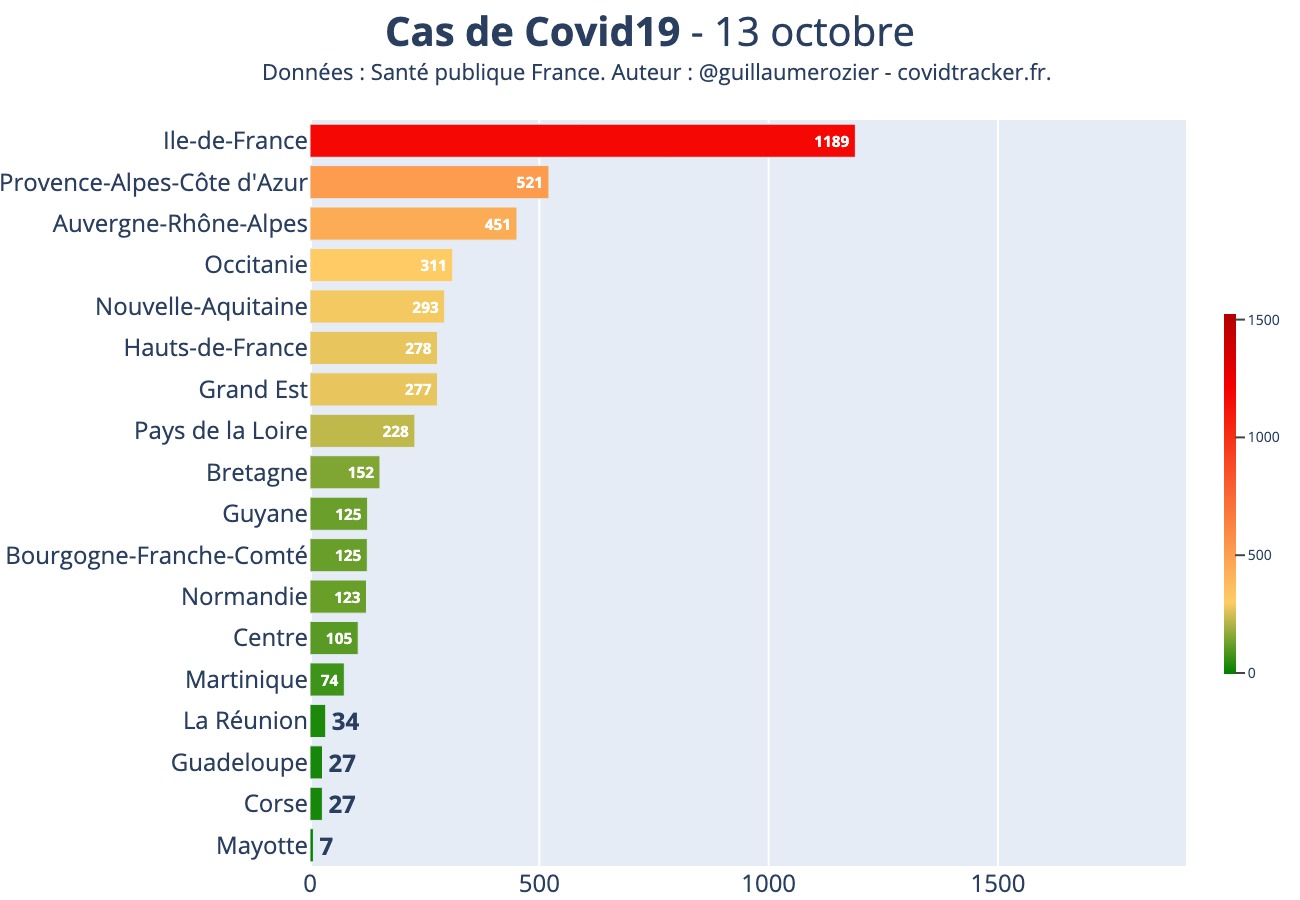 Cas de Covid19 - 13 octobre
Données : Santé publique France. Auteur : @guillaumerozier - covidtracker.fr.
Ile-de-France 1189
Provence-Alpes-Côte d'Azur 521
Auvergne-Rhône-Alpes 451
Occitanie 311
Nouvelle-Aquitaine 293
Hauts-de-France 278
Grand Est 277
Pays de la Loire 228
Bretagne 152
Guyane 125
Bourgogne-Franche-Comté 125
Normandie 123
Centre 105
Martinique 74
La Réunion 34
Guadeloupe 27
Corse 27
Mayotte 7
0 500 1000 1500
1500
1000
500
0